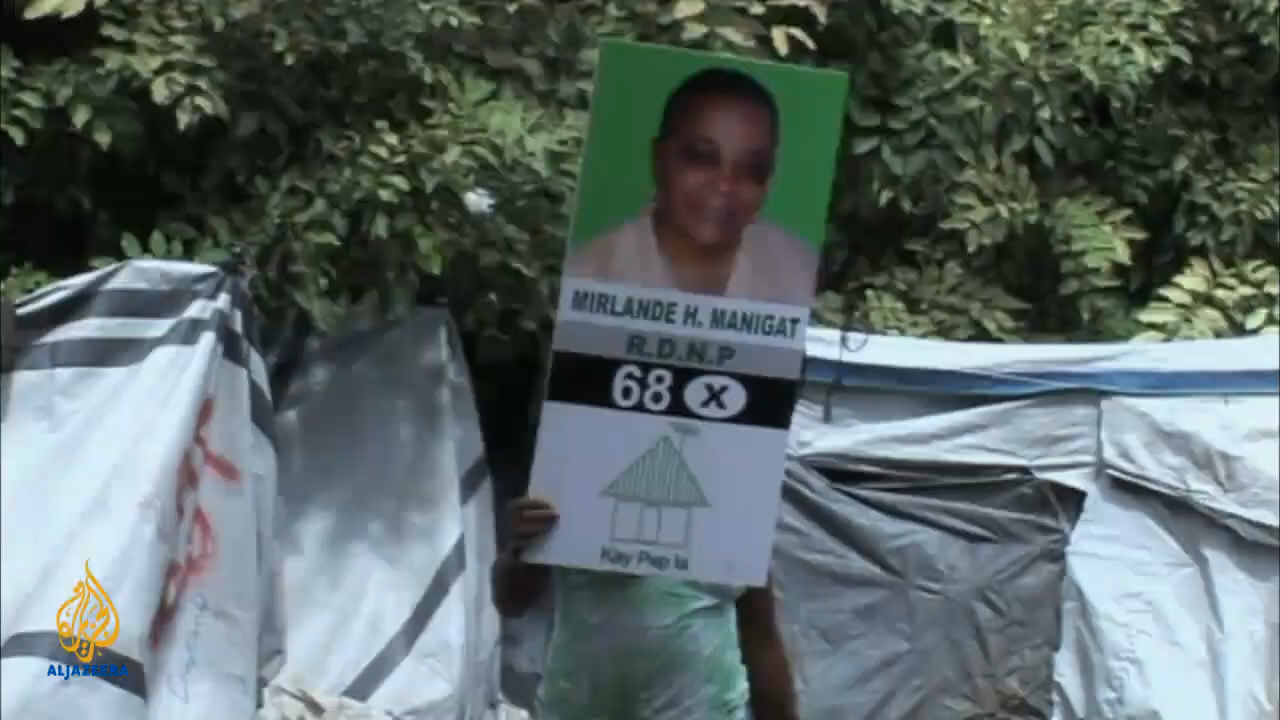 MIRLANDE H. MANIGAT
R.D.N.P
68 X
Kay Pep la
ALJAZEERA